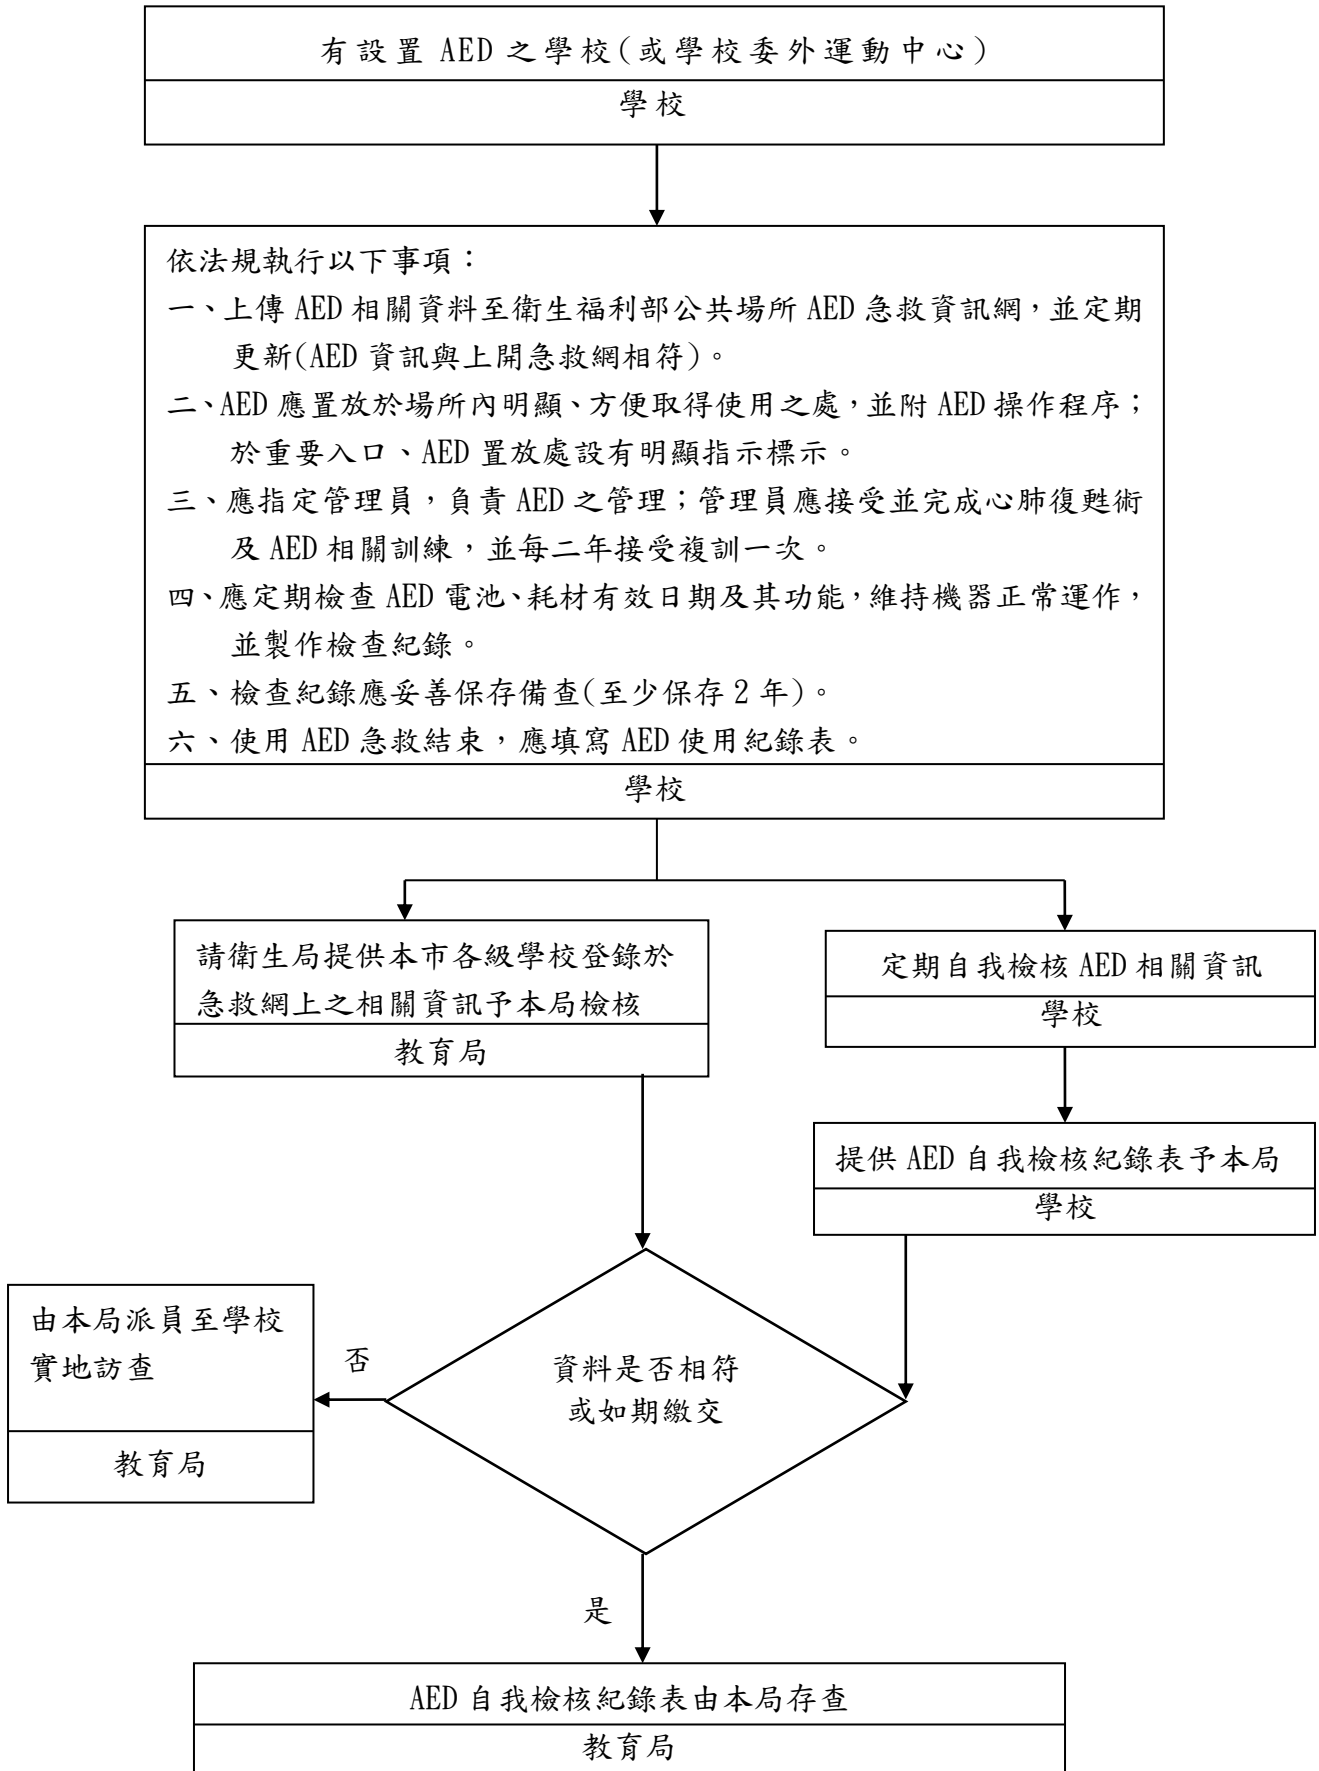 有設置 AED 之學校(或學校委外運動中心)
學校
依法規執行以下事項：
一、上傳 AED 相關資料至衛生福利部公共場所 AED 急救資訊網，並定期
更新(AED 資訊與上開急救網相符)。
二、AED 應置放於場所內明顯、方便取得使用之處，並附 AED 操作程序；
於重要入口、AED 置放處設有明顯指示標示。
三、應指定管理員，負責 AED 之管理；管理員應接受並完成心肺復甦術
及 AED 相關訓練，並每二年接受複訓一次。
四、應定期檢查 AED 電池、耗材有效日期及其功能，維持機器正常運作，
並製作檢查紀錄。
五、檢查紀錄應妥善保存備查(至少保存 2 年)。
六、使用 AED 急救結束，應填寫 AED 使用紀錄表。
學校
請衛生局提供本市各級學校登錄於
急救網上之相關資訊予本局檢核
教育局
定期自我檢核 AED 相關資訊
學校
提供 AED 自我檢核紀錄表予本局
學校
資料是否相符
或如期繳交
否
由本局派員至學校
實地訪查
教育局
是
AED 自我檢核紀錄表由本局存查
教育局